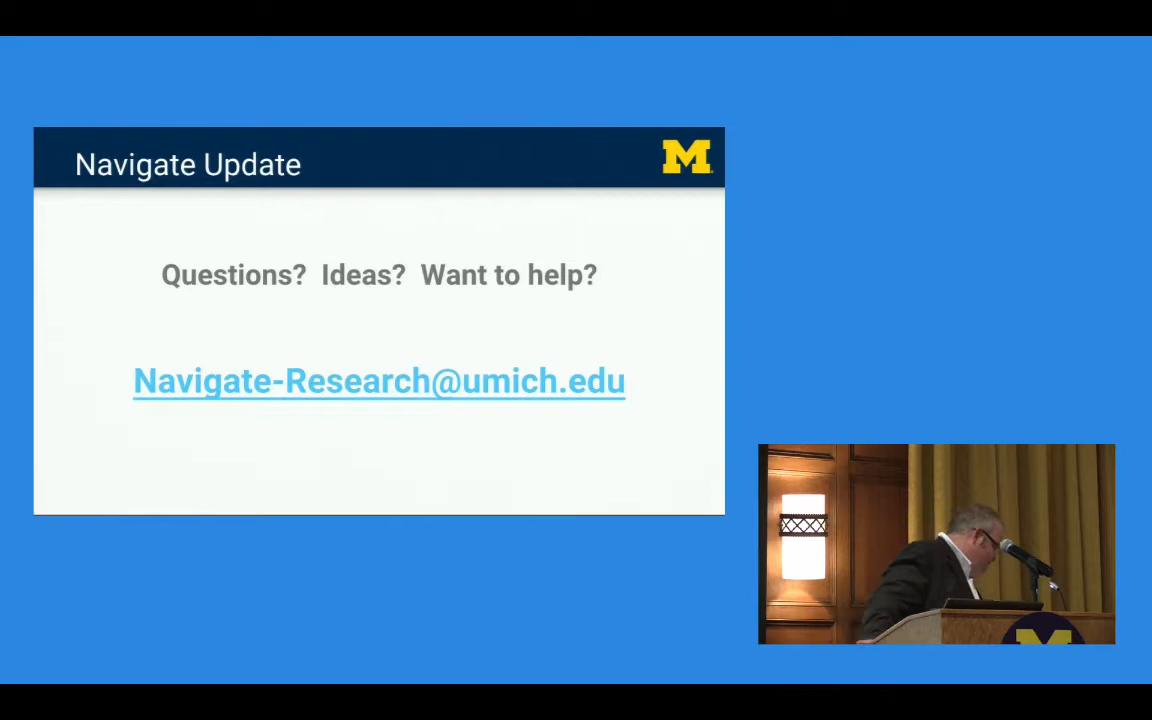 Navigate Update
M
Questions? Ideas? Want to help?
Navigate-Research@umich.edu
M